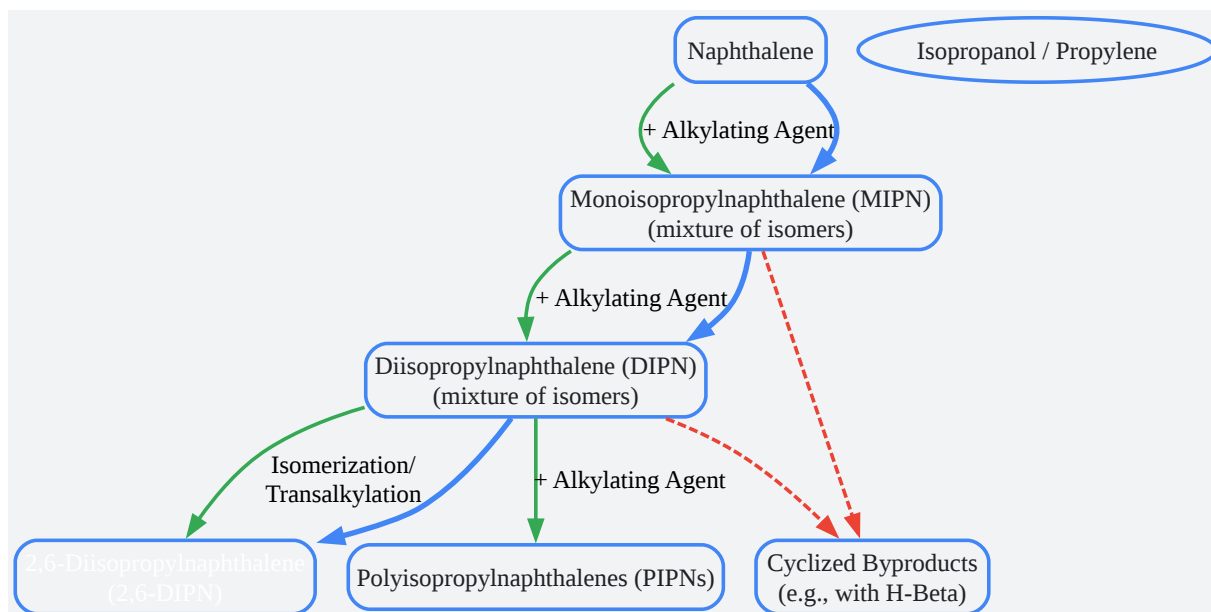 Naphthalene
Isopropanol / Propylene
+ Alkylating Agent
Monoisopropylnaphthalene (MIPN)
(mixture of isomers)
+ Alkylating Agent
Diisopropylnaphthalene (DIPN)
(mixture of isomers)
Isomerization/
Transalkylation
+ Alkylating Agent
2,6-Diisopropylnaphthalene
(2,6-DIPN)
Polyisopropylnaphthalenes (PIPNs)
Cyclized Byproducts
(e.g., with H-Beta)